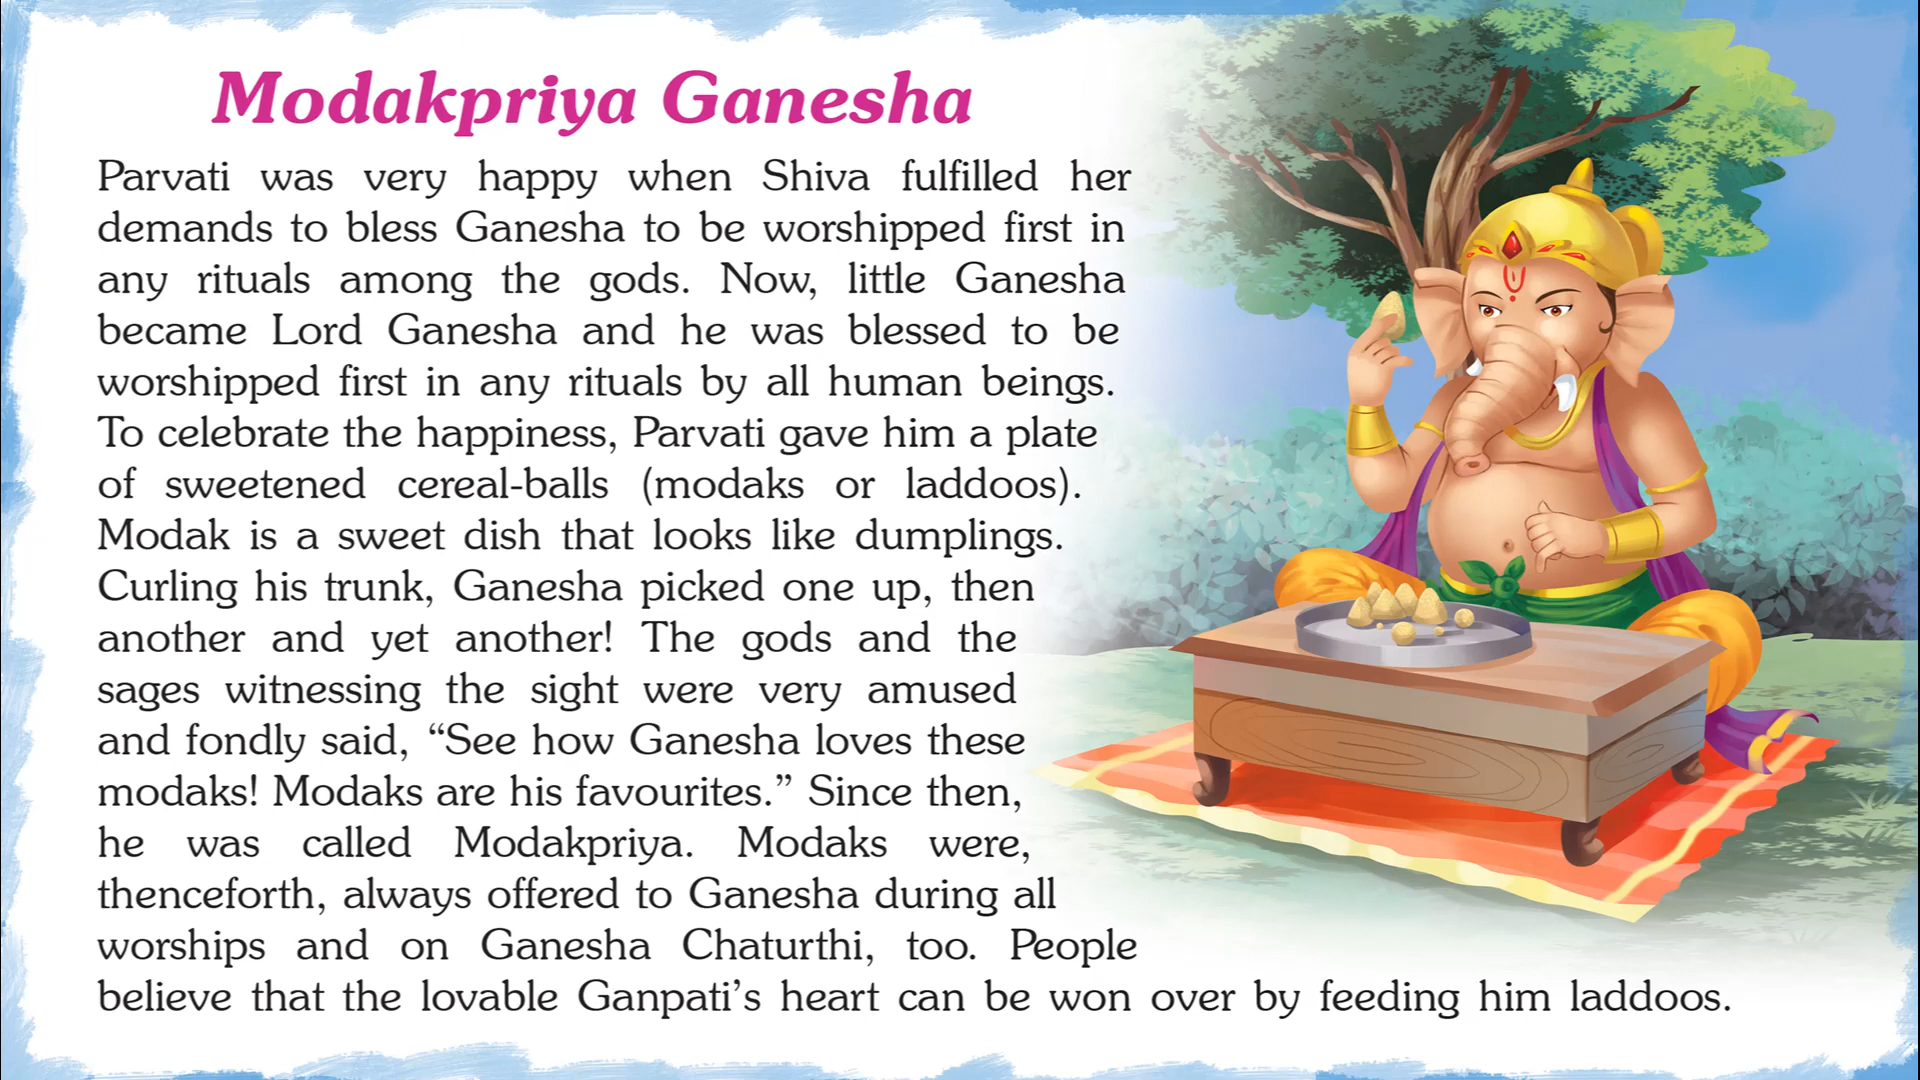 Modakpriya Ganesha
Parvati was very happy when Shiva fulfilled her
demands to bless Ganesha to be worshipped first in
any rituals among the gods. Now, little Ganesha
became Lord Ganesha and he was blessed to be
worshipped first in any rituals by all human beings.
To celebrate the happiness, Parvati gave him a plate
of sweetened cereal-balls (modaks or laddoos).
Modak is a sweet dish that looks like dumplings.
Curling his trunk, Ganesha picked one up, then
another and yet another! The gods and the
sages witnessing the sight were very amused
and fondly said, “See how Ganesha loves these
modaks! Modaks are his favourites.” Since then,
he was called Modakpriya. Modaks were,
thenceforth, always offered to Ganesha during all
worships and on Ganesha Chaturthi, too. People
believe that the lovable Ganpati’s heart can be won over by feeding him laddoos.